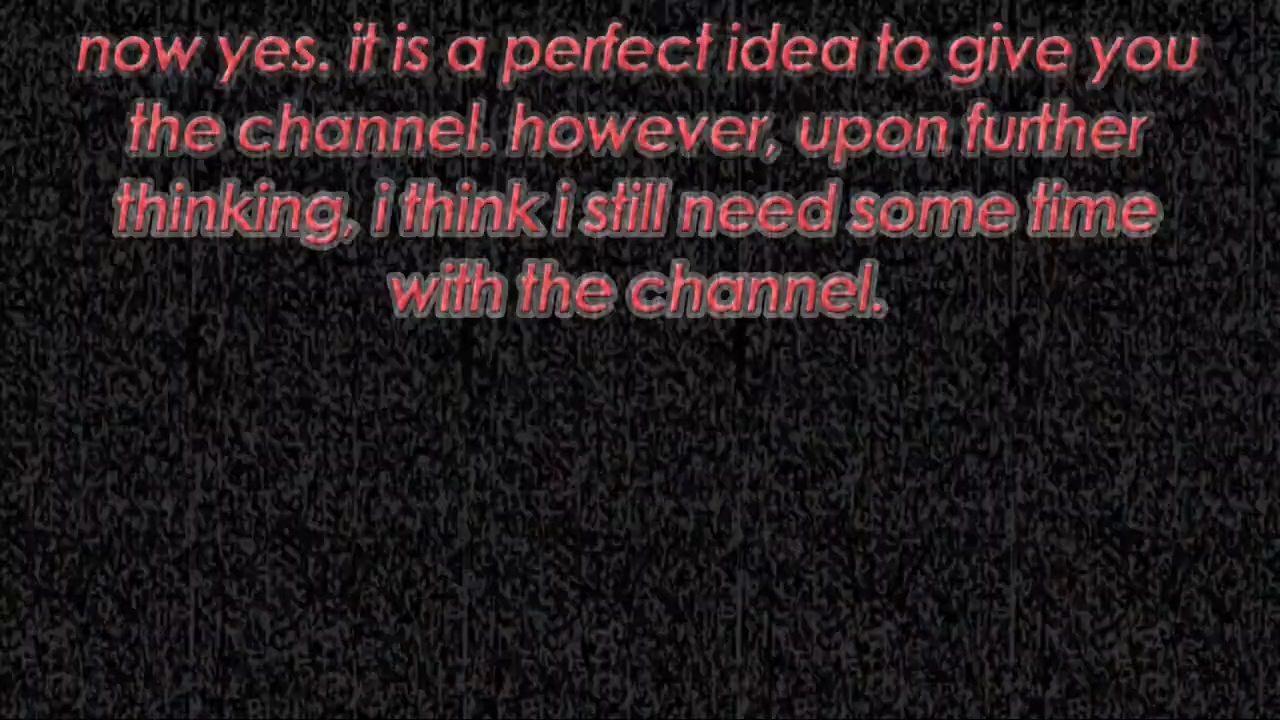 now yes. it is a perfect idea to give you
the channel. however, upon further
thinking, i think i still need some time
with the channel.